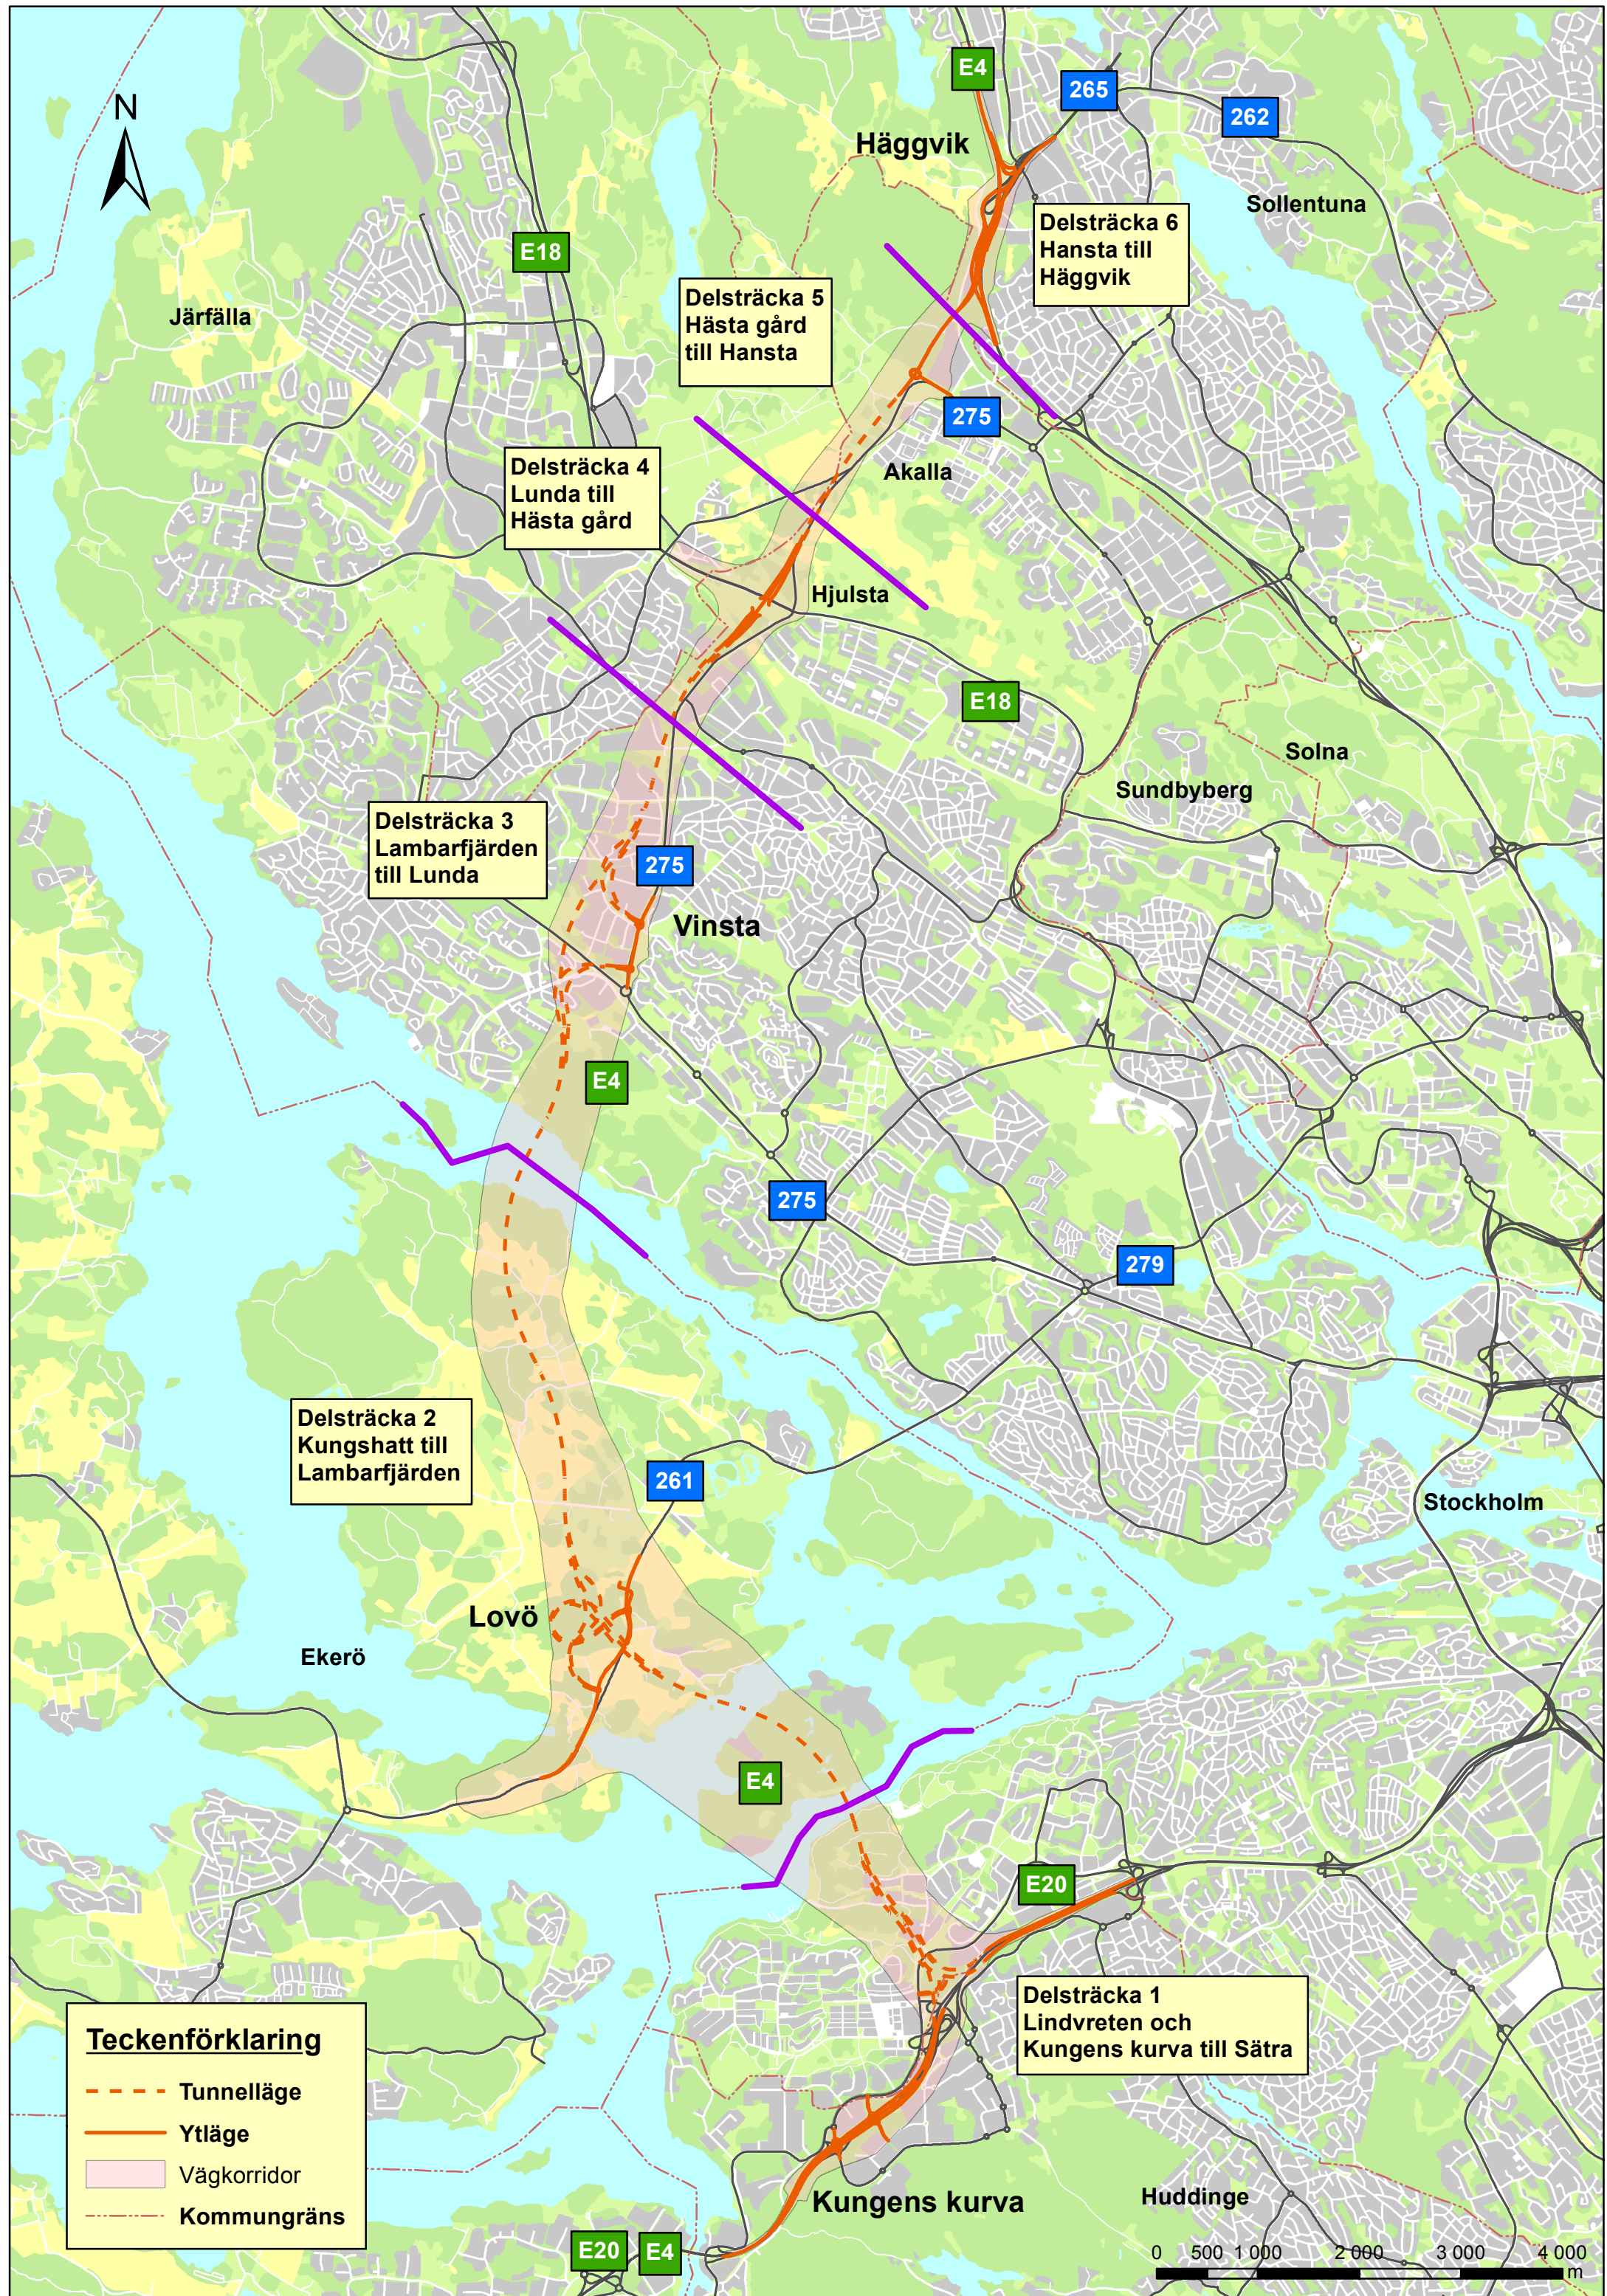 E4
265
262
N
Häggvik
Sollentuna
Delsträcka 6
Hansta till
Häggvik
E18
Delsträcka 5
Hästa gård
till Hansta
Järfälla
275
Akalla
Delsträcka 4
Lunda till
Hästa gård
Hjulsta
E18
Solna
Sundbyberg
Delsträcka 3
Lambarfjärden
till Lunda
275
Vinsta
E4
275
279
Delsträcka 2
Kungshatt till
Lambarfjärden
261
Stockholm
Lovö
Ekerö
E4
E20
Delsträcka 1
Lindvreten och
Kungens kurva till Sätra
Teckenförklaring
Tunnelläge
Ytläge
Vägkorridor
Kommungräns
Kungens kurva
Huddinge
E20 E4
0 500 1 000 2 000 3 000 4 000
m